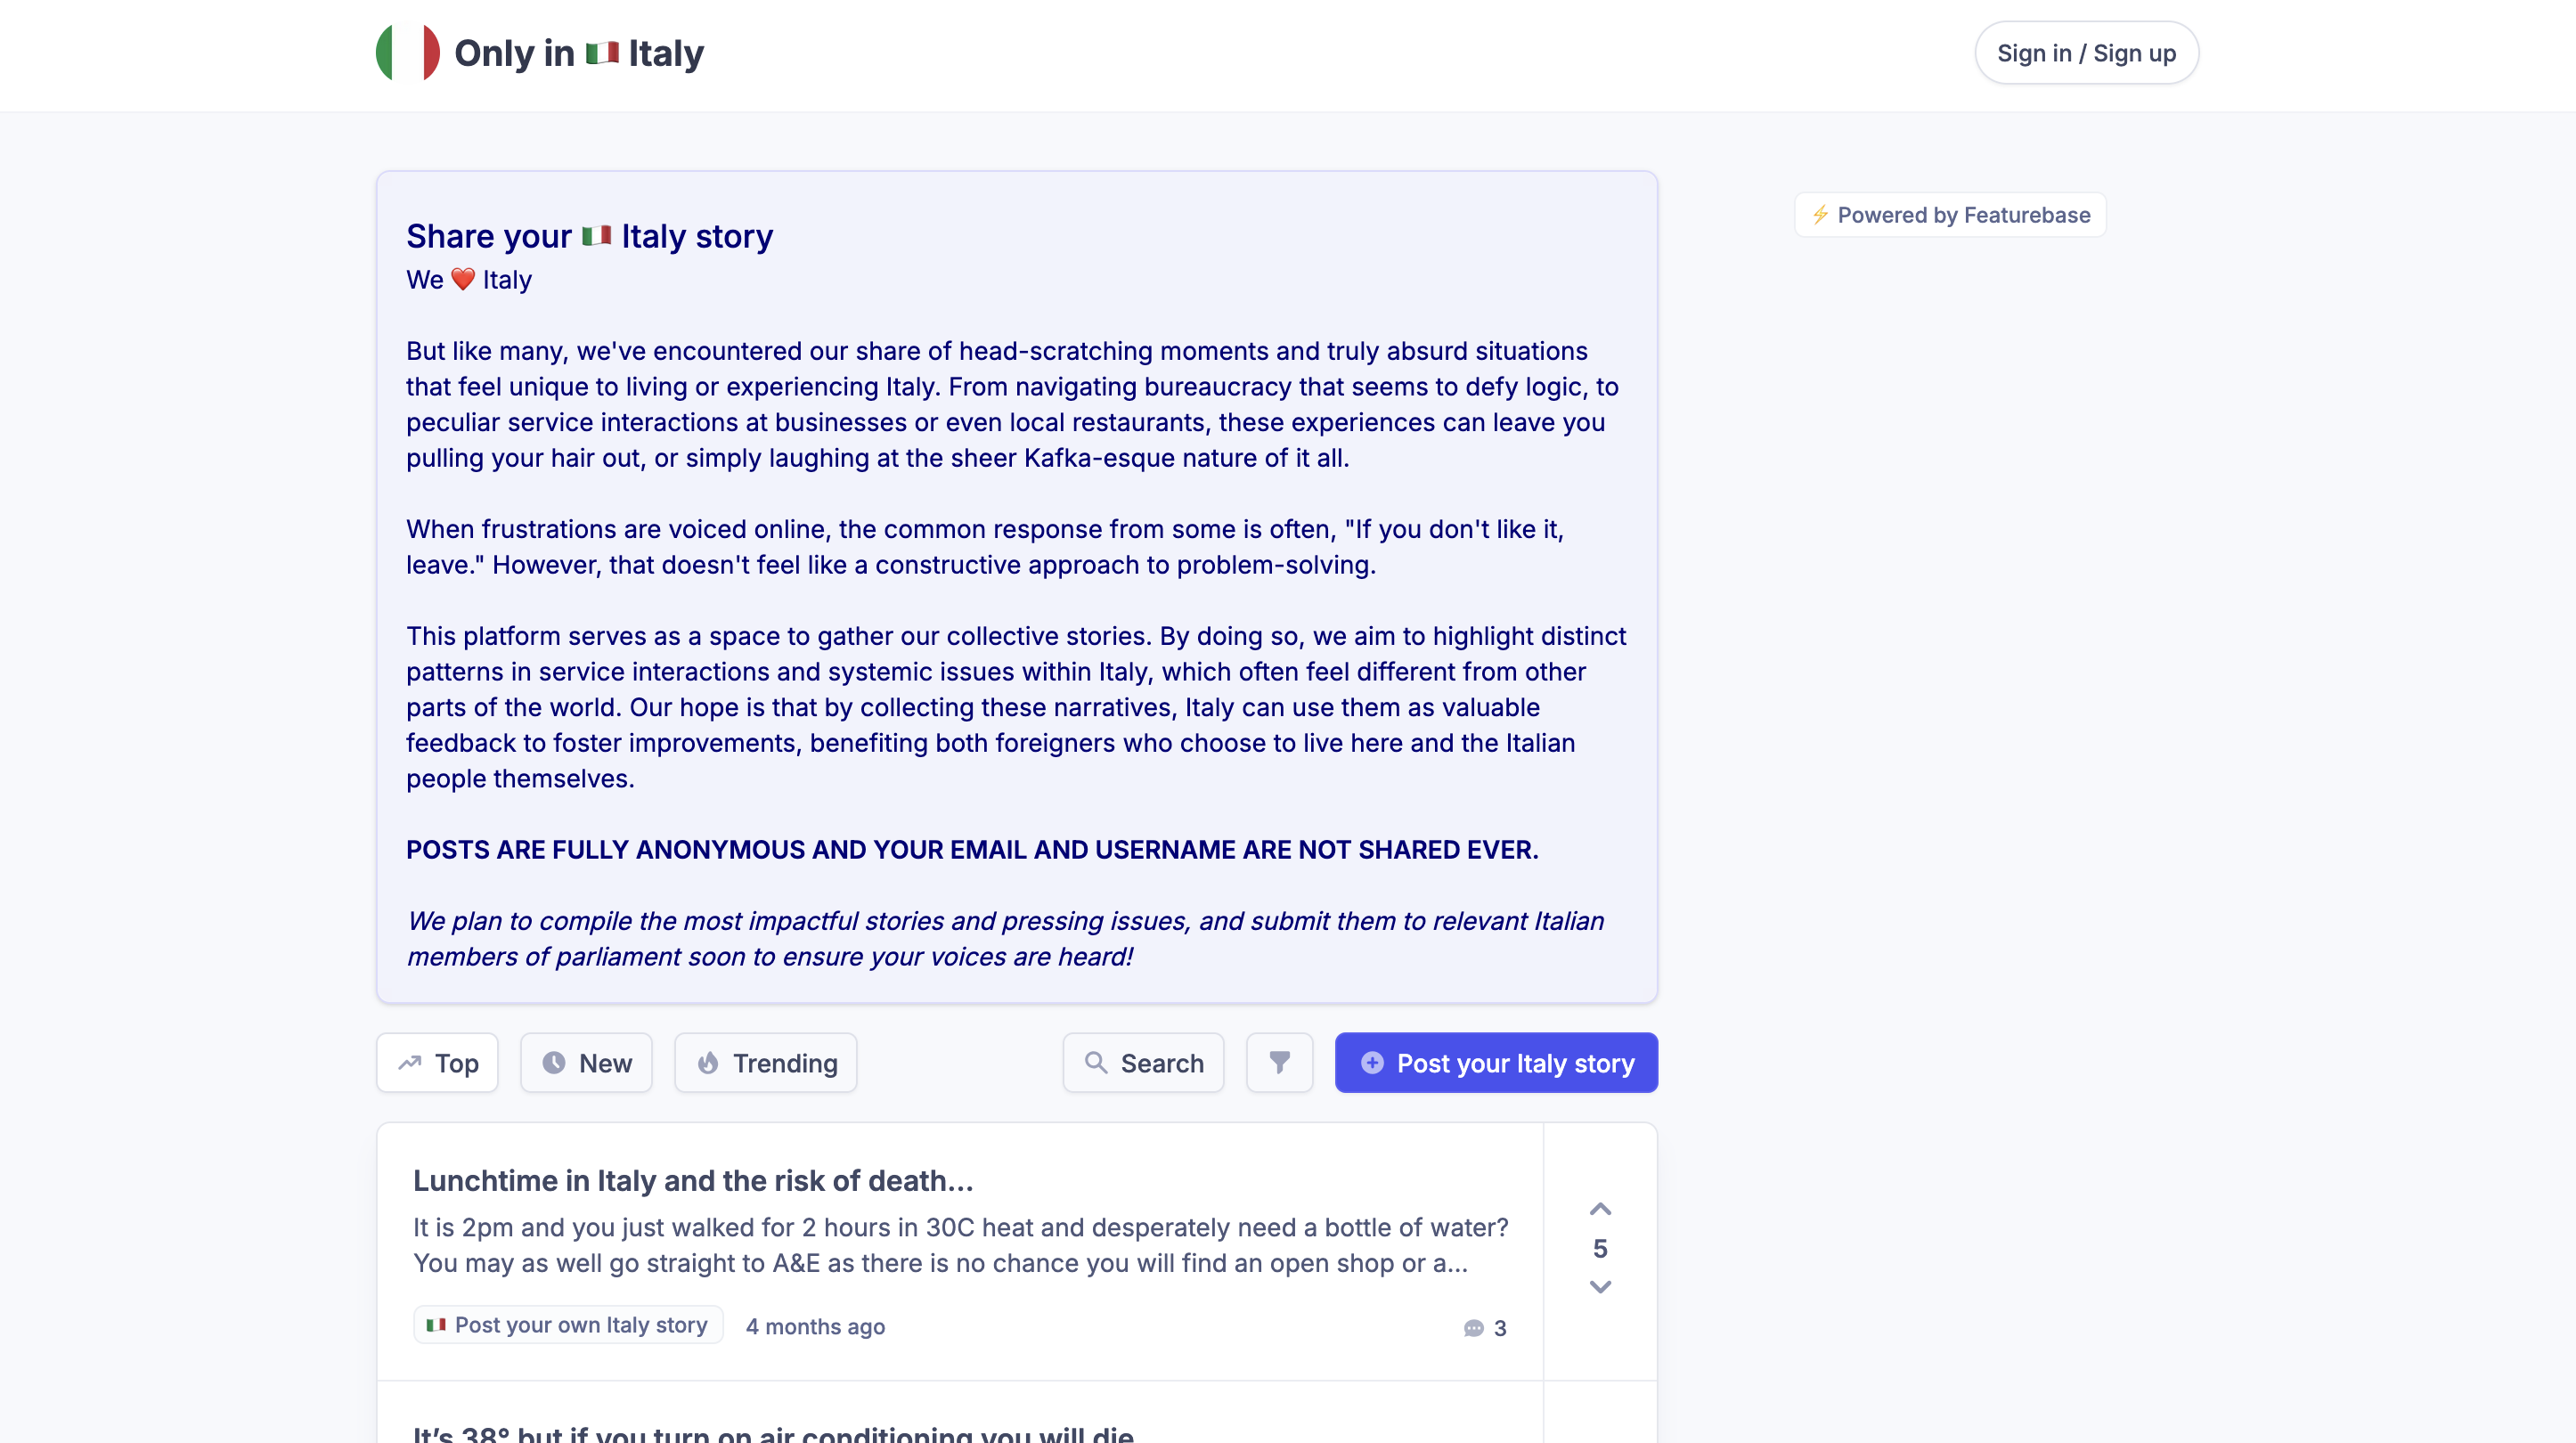 Only in 🇮🇹 Italy
Sign in / Sign up
⚡ Powered by Featurebase
Share your 🇮🇹 Italy story
We ❤️ Italy
But like many, we've encountered our share of head-scratching moments and truly absurd situations
that feel unique to living or experiencing Italy. From navigating bureaucracy that seems to defy logic, to
peculiar service interactions at businesses or even local restaurants, these experiences can leave you
pulling your hair out, or simply laughing at the sheer Kafka-esque nature of it all.
When frustrations are voiced online, the common response from some is often, "If you don't like it,
leave." However, that doesn't feel like a constructive approach to problem-solving.
This platform serves as a space to gather our collective stories. By doing so, we aim to highlight distinct
patterns in service interactions and systemic issues within Italy, which often feel different from other
parts of the world. Our hope is that by collecting these narratives, Italy can use them as valuable
feedback to foster improvements, benefiting both foreigners who choose to live here and the Italian
people themselves.
POSTS ARE FULLY ANONYMOUS AND YOUR EMAIL AND USERNAME ARE NOT SHARED EVER.
We plan to compile the most impactful stories and pressing issues, and submit them to relevant Italian
members of parliament soon to ensure your voices are heard!
Top
New
Trending
Search
Post your Italy story
Lunchtime in Italy and the risk of death...
It is 2pm and you just walked for 2 hours in 30C heat and desperately need a bottle of water?
You may as well go straight to A&E as there is no chance you will find an open shop or a...
5
🇮🇹 Post your own Italy story
4 months ago
3
It's 38° but if you turn on air conditioning you will die